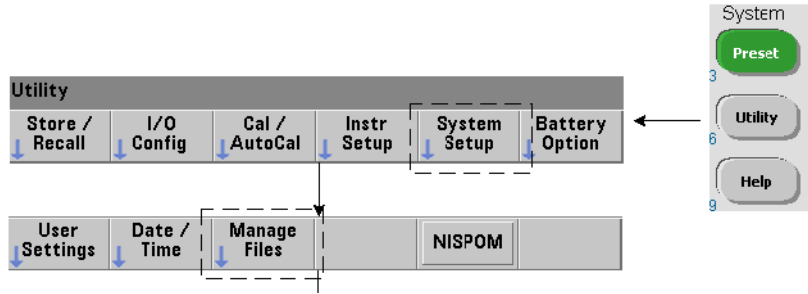 System
Preset
3
Utility
Store / Recall
I/O Config
Cal / AutoCal
Instr Setup
System Setup
Battery Option
Utility
6
Help
9
User Settings
Date / Time
Manage Files
NISPOM